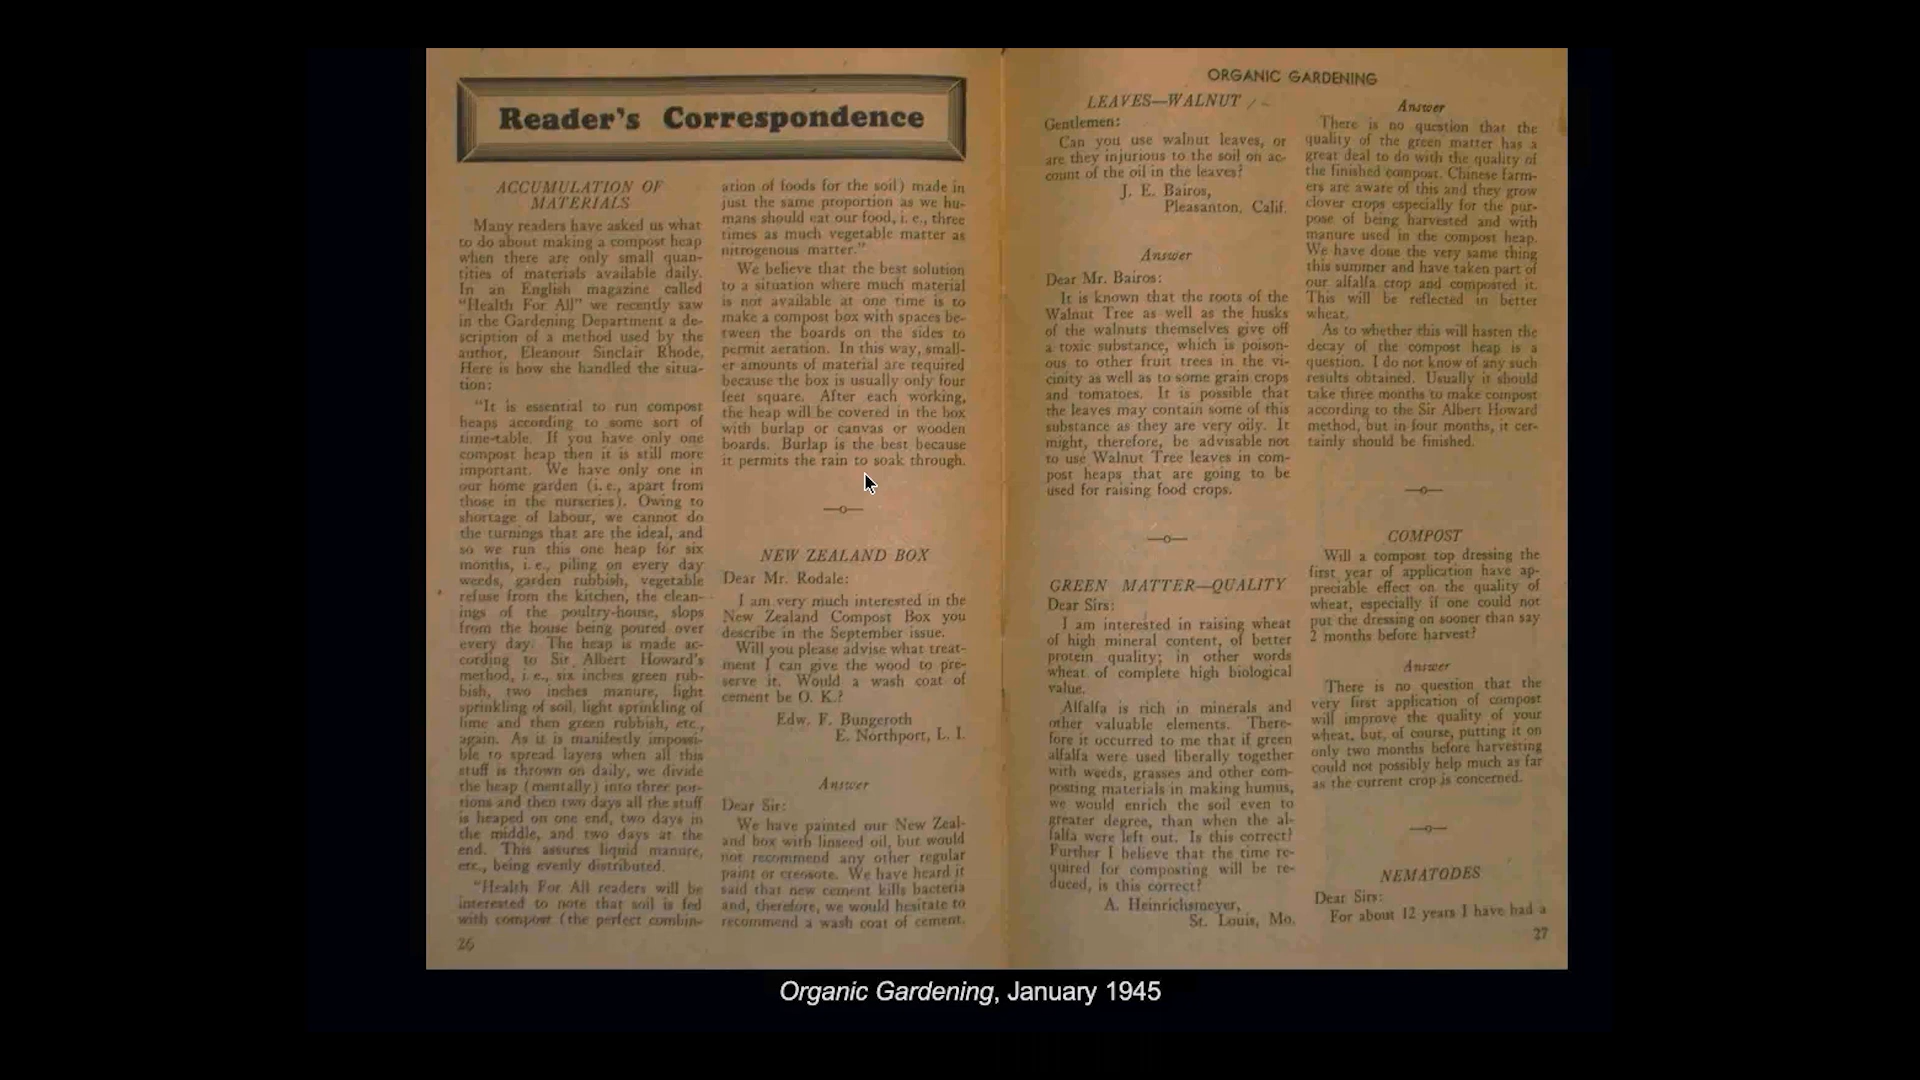 Reader's Correspondence
ACCUMULATION OF
MATERIALS
Many readers have asked us what
to do about making a compost heap
when there are only small quan-
tities of materials available daily.
In an English magazine called
"Health For All" we recently saw
in the Gardening Department a de-
scription of a method used by the
author, Eleanour Sinclair Rhode,
Here is how she handled the situa-
tion:
"It is essential to run compost
heaps according to some sort of
time-table. If you have only one
compost heap then it is still more
important. We have only one in
our home garden (i. e., apart from
those in the nurseries). Owing to
shortage of labour, we cannot do
the turnings that are the ideal, and
so we run this one heap for six
months, i. e., piling on every day
weeds, garden rubbish, vegetable
refuse from the kitchen, the clean-
ings of the poultry-house, slops
from the house being poured over
every day. The heap is made ac-
cording to Sir Albert Howard's
method, i. e., six inches green rub-
bish, two inches manure, light
sprinkling of soil, light sprinkling of
lime and then green rubbish, etc.,
again. As it is manifestly impossi-
ble to spread layers when all this
stuff is thrown on daily, we divide
the heap (mentally) into three por-
tions and then two days all the stuff
is heaped on one end, two days in
the middle, and two days at the
end. This assures liquid manure,
etc., being evenly distributed.
"Health For All readers will be
interested to note that soil is fed
with compost (the perfect combin-
26
ation of foods for the soil) made in
just the same proportion as we hu-
mans should eat our food, i. e., three
times as much vegetable matter as
nitrogenous matter."
We believe that the best solution
to a situation where much material
is not available at one time is to
make a compost box with spaces be-
tween the boards on the sides to
permit aeration. In this way, small-
er amounts of material are required
because the box is usually only four
feet square. After each working,
the heap will be covered in the box
with burlap or canvas or wooden
boards. Burlap is the best because
it permits the rain to soak through.
NEW ZEALAND BOX
Dear Mr. Rodale:
I am very much interested in the
New Zealand Compost Box you
describe in the September issue.
Will you please advise what treat-
ment I can give the wood to pre-
serve it. Would a wash coat of
cement be O. K.?
Edw. F. Bungeroth
E. Northport, L. I.
Answer
Dear Sir:
We have painted our New Zeal-
and box with linseed oil, but would
not recommend any other regular
paint or creosote. We have heard it
said that new cement kills bacteria
and, therefore, we would hesitate to
recommend a wash coat of cement.
ORGANIC GARDENING
LEAVES—WALNUT
Gentlemen:
Can you use walnut leaves, or
are they injurious to the soil on ac-
count of the oil in the leaves?
J. E. Bairos,
Pleasanton, Calif.
Answer
Dear Mr. Bairos:
It is known that the roots of the
Walnut Tree as well as the husks
of the walnuts themselves give off
a toxic substance, which is poison-
ous to other fruit trees in the vi-
cinity as well as to some grain crops
and tomatoes. It is possible that
the leaves may contain some of this
substance as they are very oily. It
might, therefore, be advisable not
to use Walnut Tree leaves in com-
post heaps that are going to be
used for raising food crops.
GREEN MATTER—QUALITY
Dear Sirs:
I am interested in raising wheat
of high mineral content, of better
protein quality; in other words
wheat of complete high biological
value.
Alfalfa is rich in minerals and
other valuable elements. There-
fore it occurred to me that if green
alfalfa were used liberally together
with weeds, grasses and other com-
posting materials in making humus,
we would enrich the soil even to
greater degree, than when the al-
falfa were left out. Is this correct?
Further I believe that the time re-
quired for composting will be re-
duced, is this correct?
A. Heinrichsmeyer,
St. Louis, Mo.
Answer
There is no question that the
quality of the green matter has a
great deal to do with the quality of
the finished compost. Chinese farm-
ers are aware of this and they grow
clover crops especially for the pur-
pose of being harvested and with
manure used in the compost heap.
We have done the very same thing
this summer and have taken part of
our alfalfa crop and composted it.
This will be reflected in better
wheat.
As to whether this will hasten the
decay of the compost heap is a
question. I do not know of any such
results obtained. Usually it should
take three months to make compost
according to the Sir Albert Howard
method, but in four months, it cer-
tainly should be finished.
COMPOST
Will a compost top dressing the
first year of application have ap-
preciable effect on the quality of
wheat, especially if one could not
put the dressing on sooner than say
2 months before harvest?
Answer
There is no question that the
very first application of compost
will improve the quality of your
wheat, but, of course, putting it on
only two months before harvesting
could not possibly help much as far
as the current crop is concerned.
NEMATODES
Dear Sirs:
For about 12 years I have had a
27
Organic Gardening, January 1945